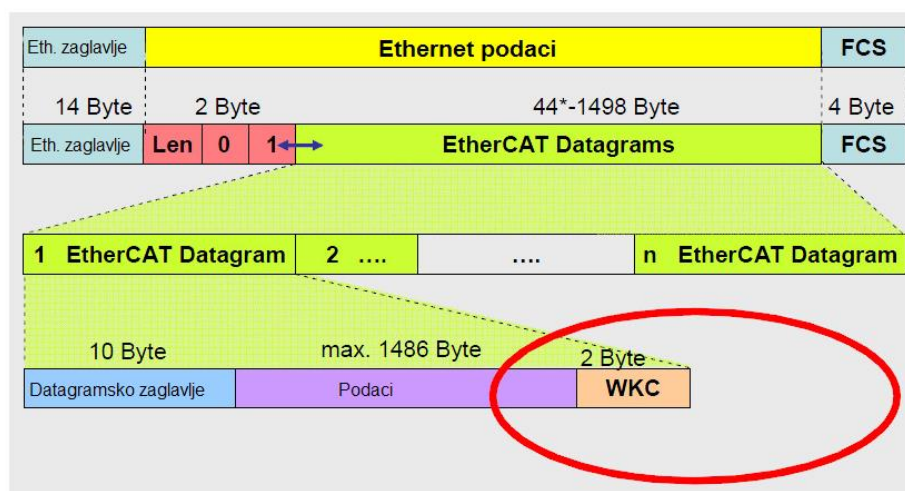 Eth. zaglavlje Ethernet podaci FCS
14 Byte 2 Byte 44*-1498 Byte 4 Byte
Eth. zaglavlje Len 0 1 EtherCAT Datagrams FCS
1 EtherCAT Datagram 2 .... .... n EtherCAT Datagram
10 Byte max. 1486 Byte 2 Byte
Datagramsko zaglavlje Podaci WKC